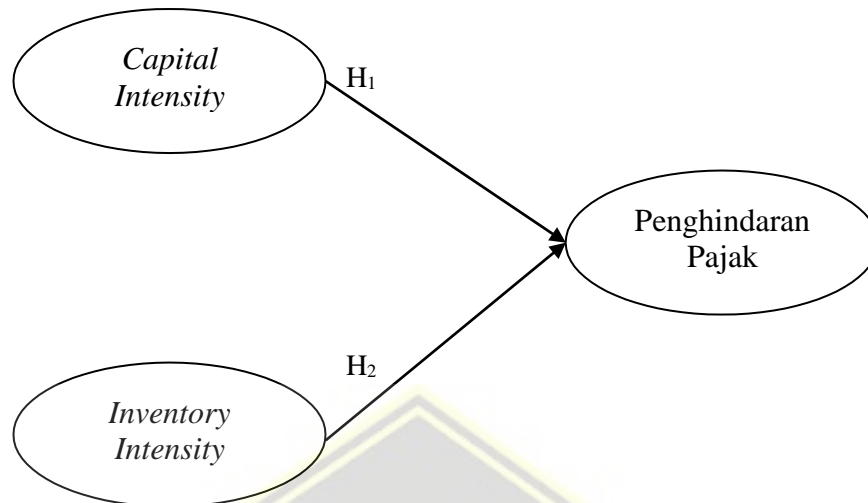 Capital
Intensity
H₁
Penghindaran
Pajak
H₂
Inventory
Intensity